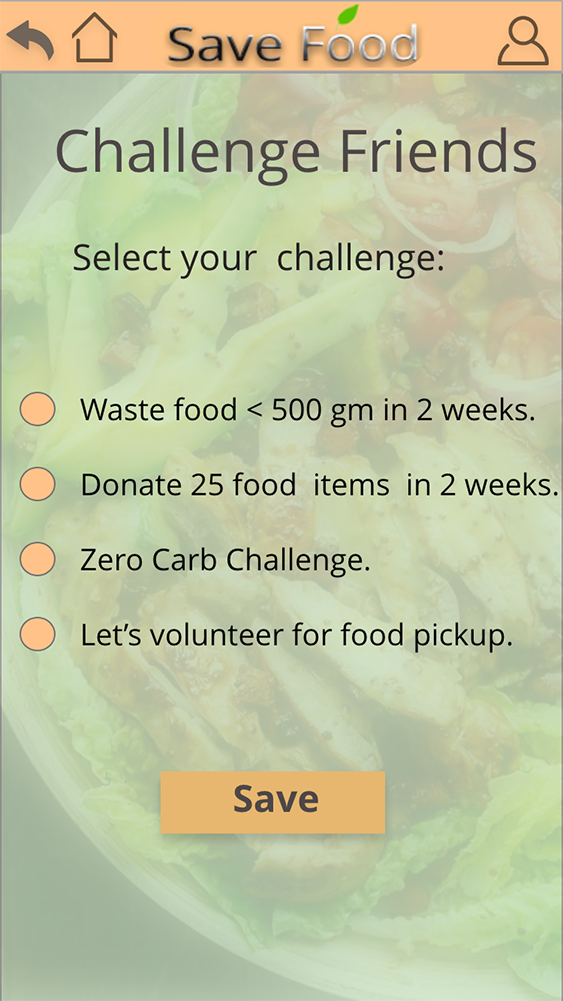 Save Food
Challenge Friends
Select your challenge:
Waste food < 500 gm in 2 weeks.
Donate 25 food items in 2 weeks.
Zero Carb Challenge.
Let’s volunteer for food pickup.
Save